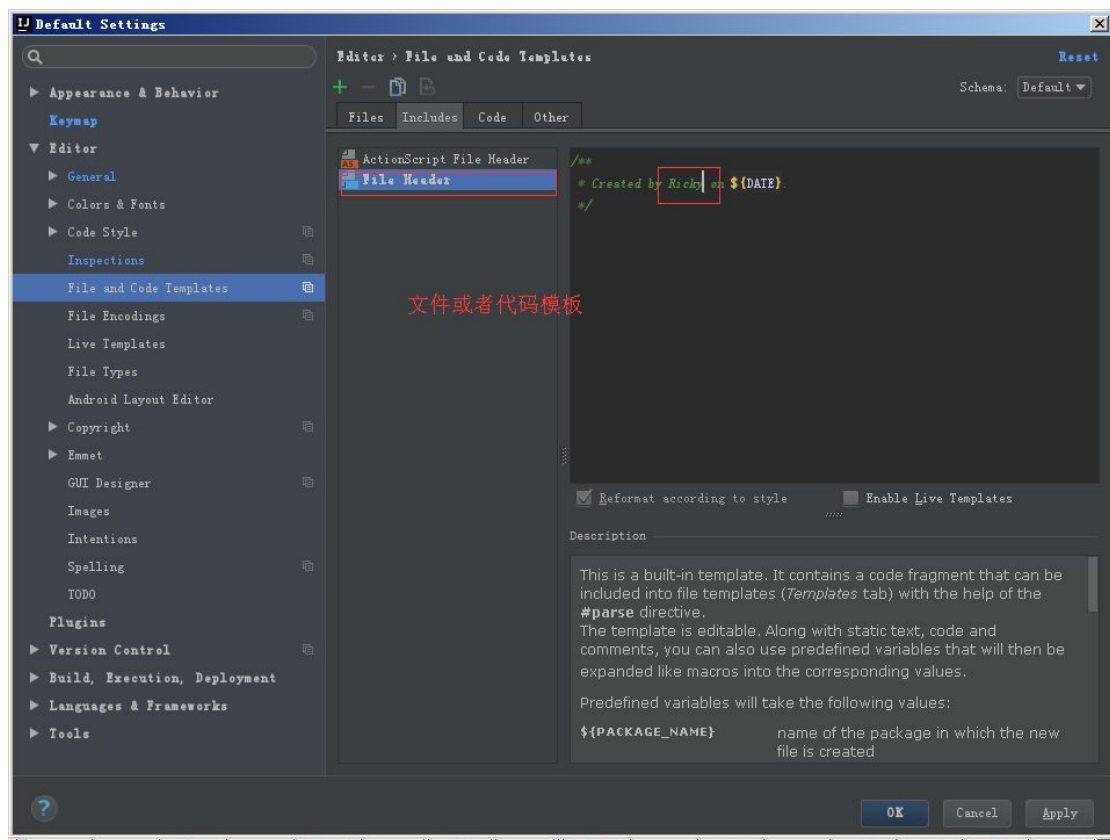 Default Settings
Editor > File and Code Templates
Reset
Schema: Default
Appearance & Behavior
Keymap
Editor
General
Colors & Fonts
Code Style
Inspections
File and Code Templates
File Encodings
Live Templates
File Types
Android Layout Editor
Copyright
Emmet
GUI Designer
Images
Intentions
Spelling
TODO
Plugins
Version Control
Build, Execution, Deployment
Languages & Frameworks
Tools
Files Includes Code Other
ActionScript File Header
File Header
/**
* Created by Ricky on ${DATE}.
*/
文件或者代码模板
Reformat according to style
Enable Live Templates
Description
This is a built-in template. It contains a code fragment that can be
included into file templates (Templates tab) with the help of the
#parse directive.
The template is editable. Along with static text, code and
comments, you can also use predefined variables that will then be
expanded like macros into the corresponding values.
Predefined variables will take the following values:
${PACKAGE_NAME} name of the package in which the new
file is created
?
OK Cancel Apply